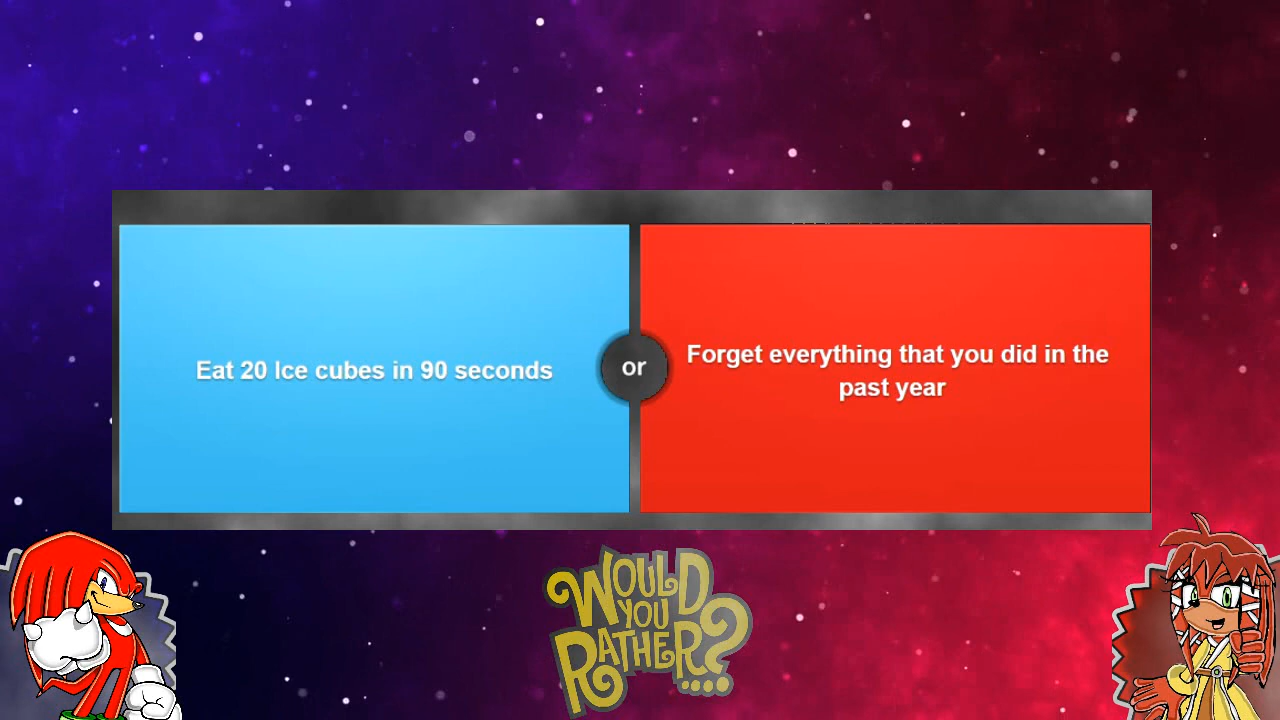 Eat 20 Ice cubes in 90 seconds
or
Forget everything that you did in the
past year
WOULD
YOU
RATHER?...